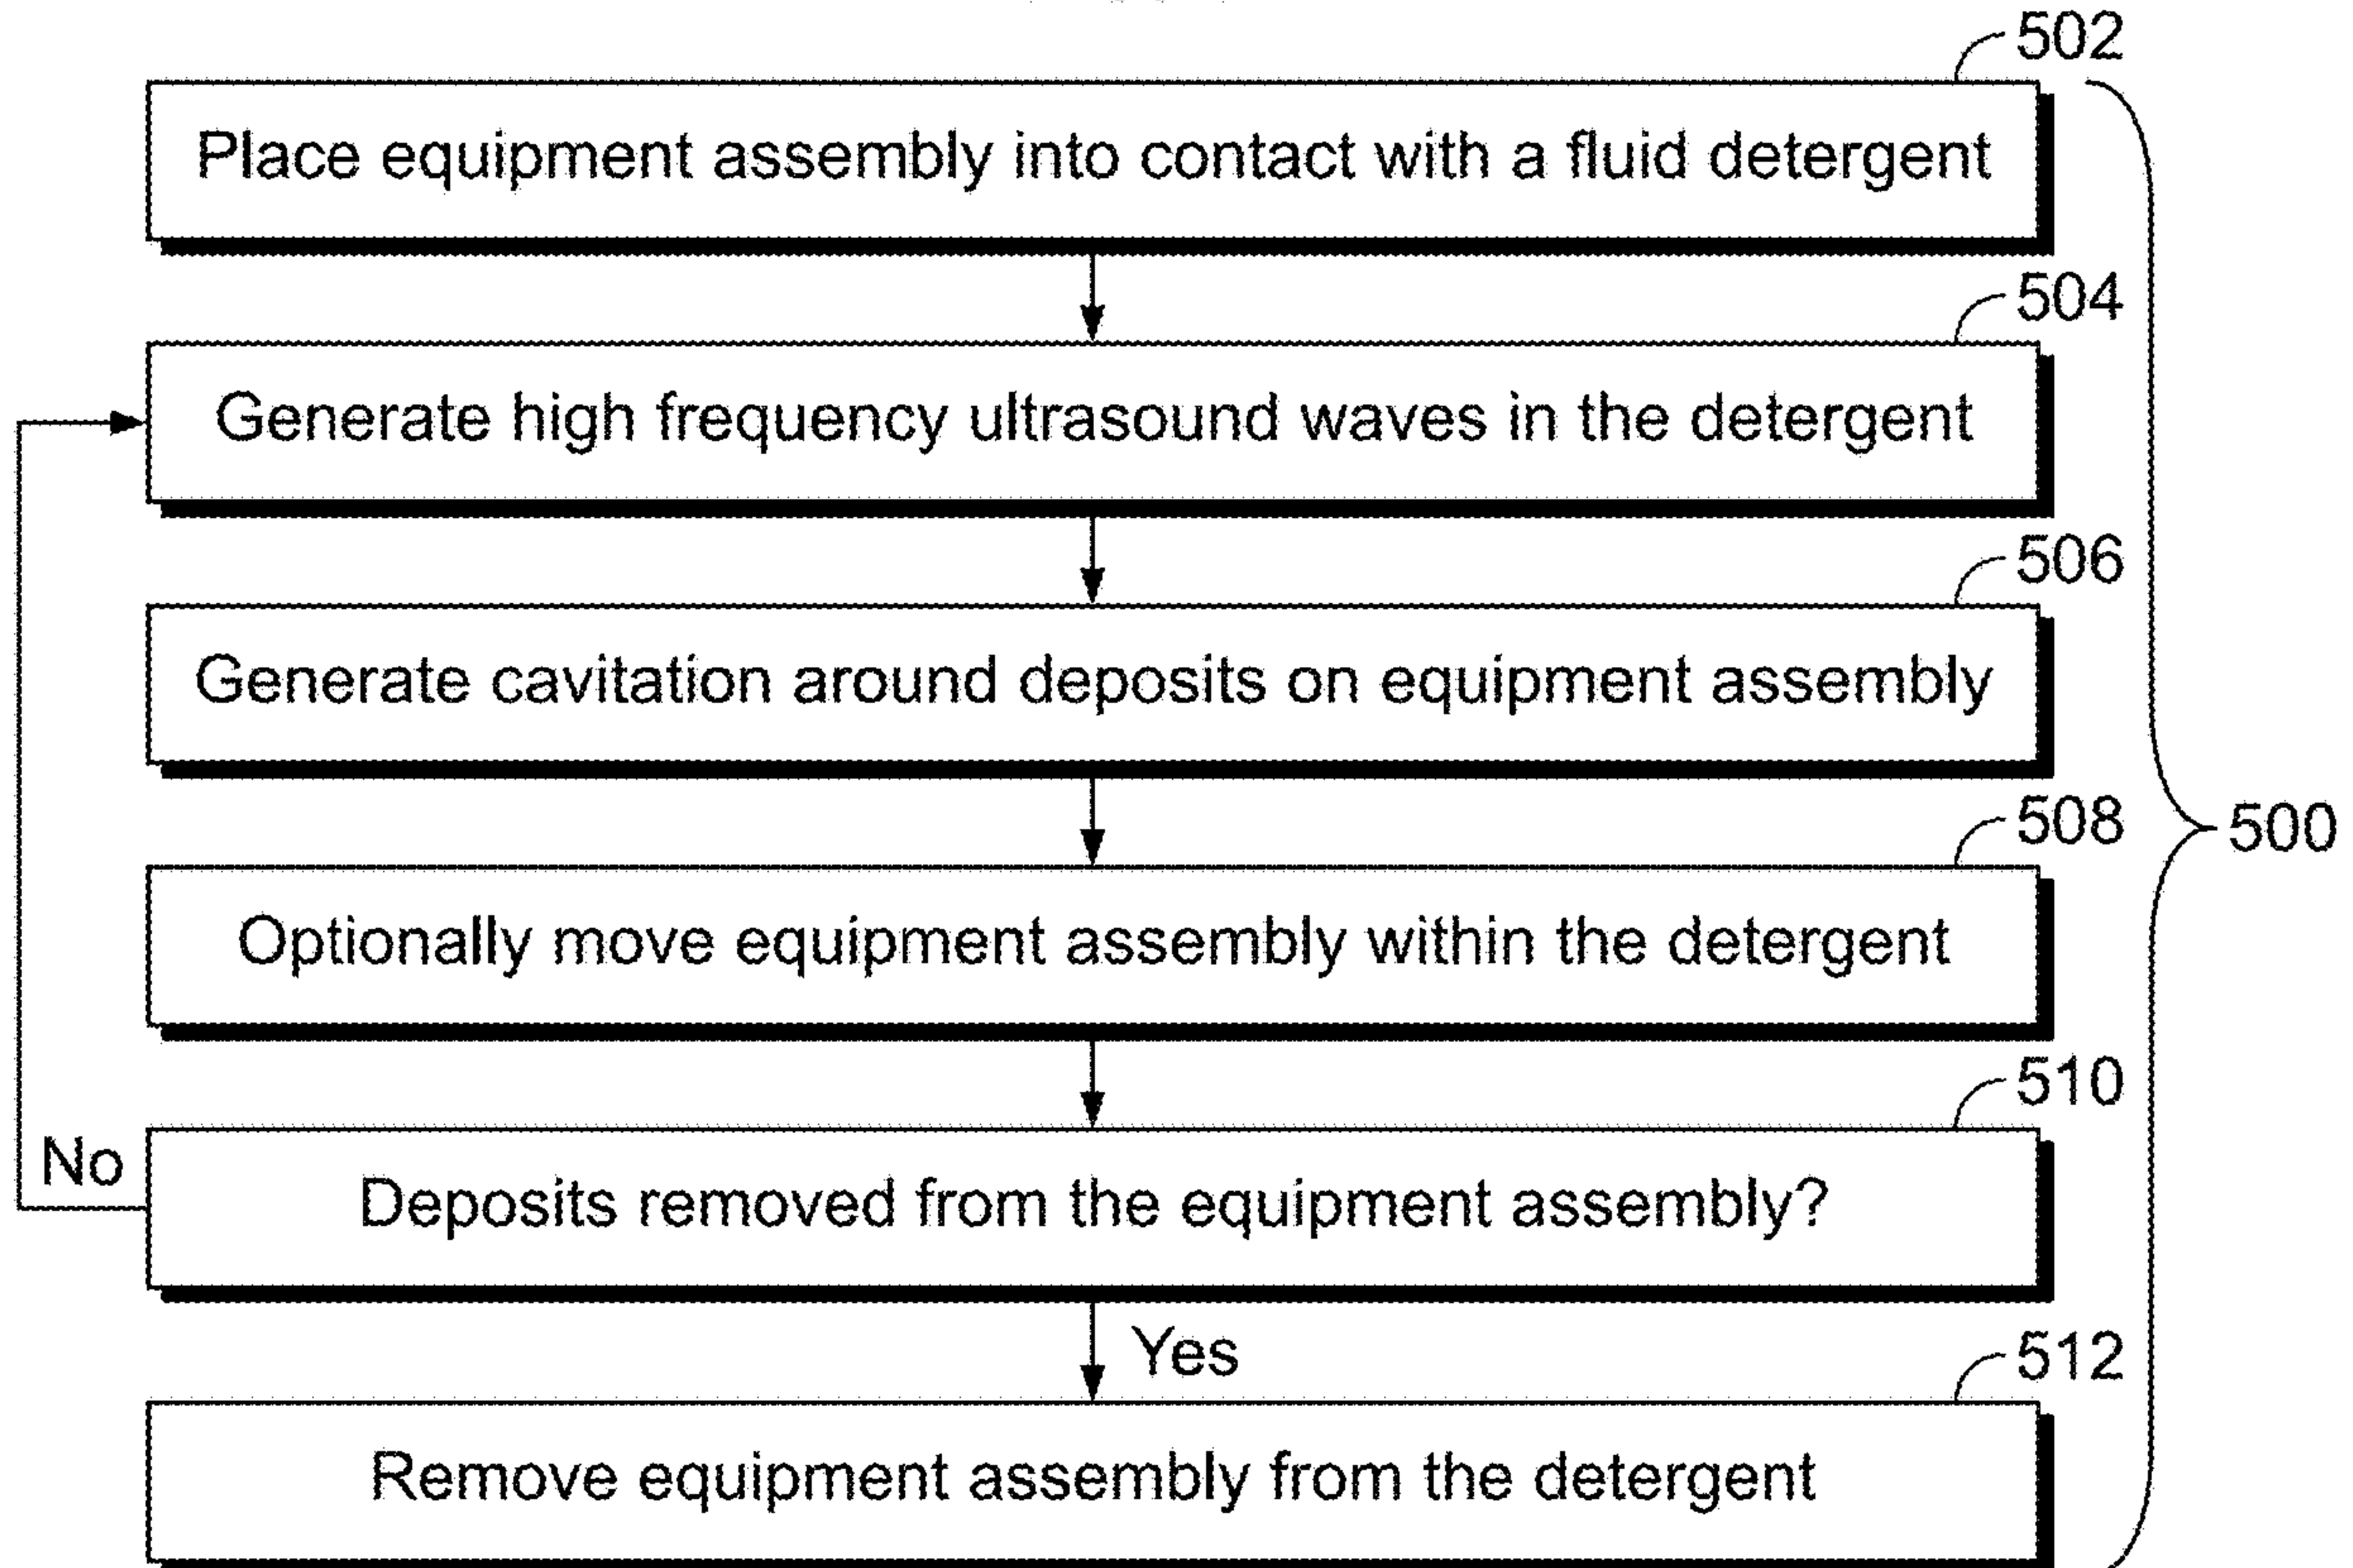 502
Place equipment assembly into contact with a fluid detergent
504
Generate high frequency ultrasound waves in the detergent
506
Generate cavitation around deposits on equipment assembly
508
500
Optionally move equipment assembly within the detergent
510
No
Deposits removed from the equipment assembly?
Yes
512
Remove equipment assembly from the detergent